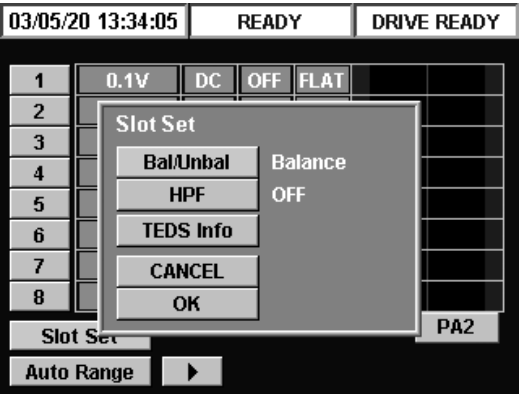 03/05/20 13:34:05 READY DRIVE READY
1 0.1V DC OFF FLAT
2
Slot Set
3
Bal/Unbal Balance
4
HPF OFF
5
TEDS Info
6
7
CANCEL
8
OK
Slot Set PA2
Auto Range